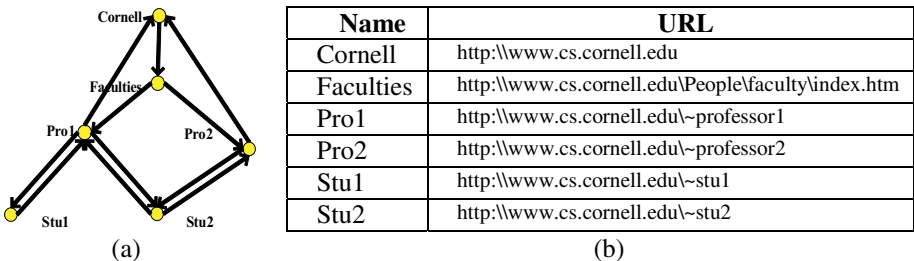 Cornell
Faculties
Pro1
Pro2
Stu1
Stu2
(a)
Name URL
Cornell http:\\www.cs.cornell.edu
Faculties http:\\www.cs.cornell.edu\People\faculty\index.htm
Pro1 http:\\www.cs.cornell.edu\~professor1
Pro2 http:\\www.cs.cornell.edu\~professor2
Stu1 http:\\www.cs.cornell.edu\~stu1
Stu2 http:\\www.cs.cornell.edu\~stu2
(b)